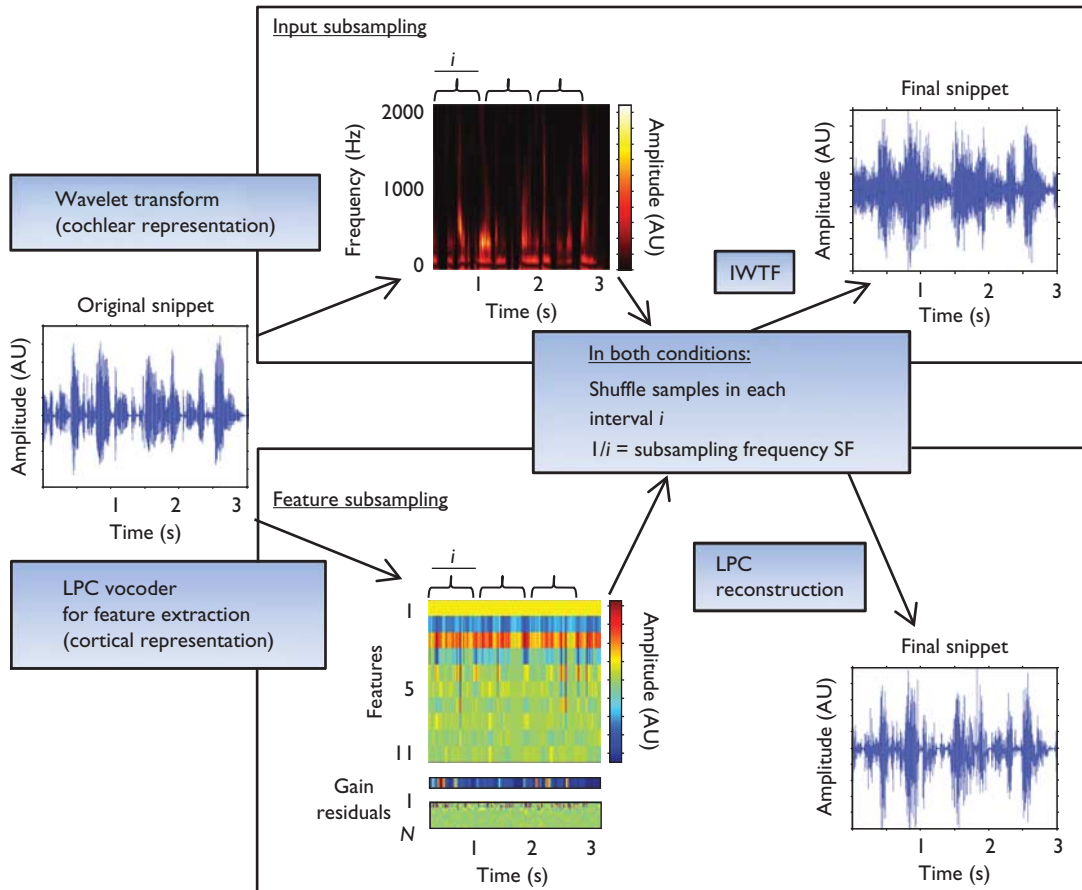 Input subsampling
i
2000
1000
0
Frequency (Hz)
1 2 3
Time (s)
Amplitude (AU)
Wavelet transform
(cochlear representation)
Original snippet
Amplitude (AU)
1 2 3
Time (s)
IWTF
Final snippet
Amplitude (AU)
1 2 3
Time (s)
In both conditions:
Shuffle samples in each
interval i
1/i = subsampling frequency SF
Feature subsampling
LPC vocoder
for feature extraction
(cortical representation)
i
1
5
11
Features
Amplitude (AU)
Gain
residuals
1
N
1 2 3
Time (s)
LPC
reconstruction
Final snippet
Amplitude (AU)
1 2 3
Time (s)